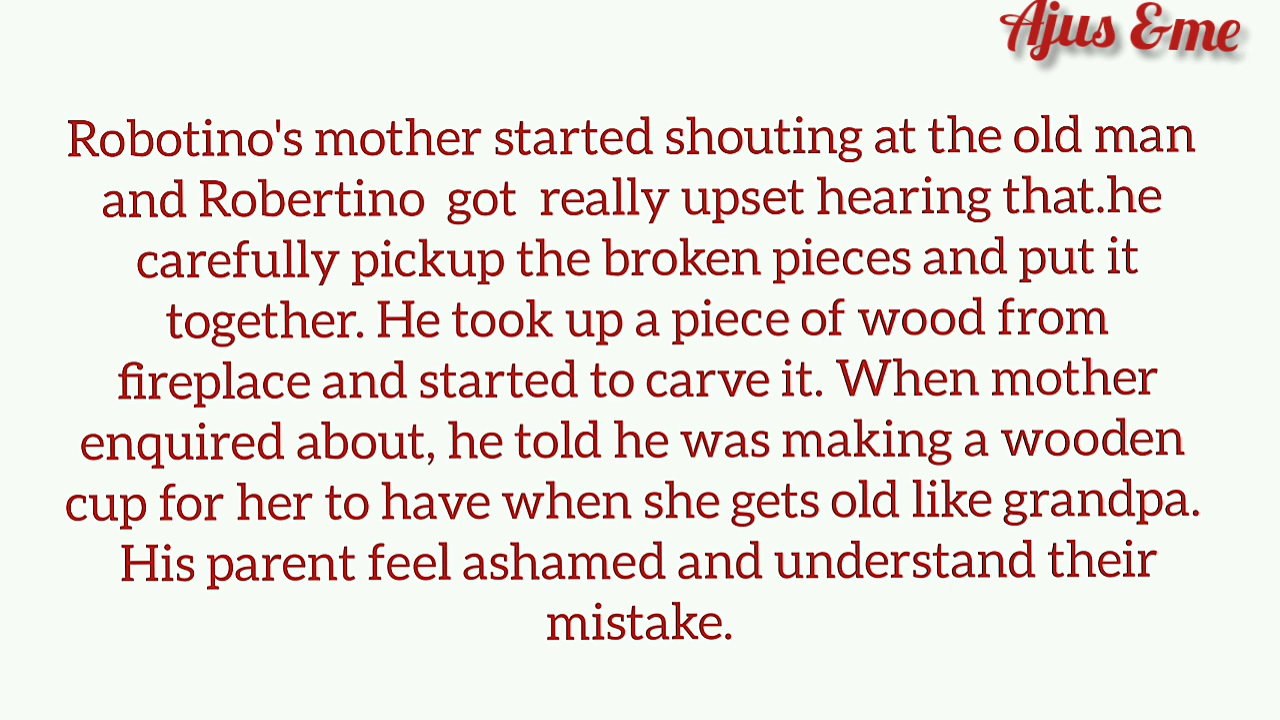 Ajus &me
Robotino's mother started shouting at the old man
and Robertino  got  really upset hearing that.he
carefully pickup the broken pieces and put it
together. He took up a piece of wood from
fireplace and started to carve it. When mother
enquired about, he told he was making a wooden
cup for her to have when she gets old like grandpa.
His parent feel ashamed and understand their
mistake.